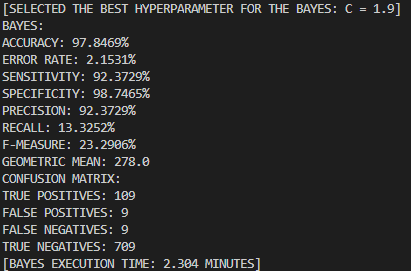 [SELECTED THE BEST HYPERPARAMETER FOR THE BAYES: C = 1.9]
BAYES:
ACCURACY: 97.8469%
ERROR RATE: 2.1531%
SENSITIVITY: 92.3729%
SPECIFICITY: 98.7465%
PRECISION: 92.3729%
RECALL: 13.3252%
F-MEASURE: 23.2906%
GEOMETRIC MEAN: 278.0
CONFUSION MATRIX:
TRUE POSITIVES: 109
FALSE POSITIVES: 9
FALSE NEGATIVES: 9
TRUE NEGATIVES: 709
[BAYES EXECUTION TIME: 2.304 MINUTES]